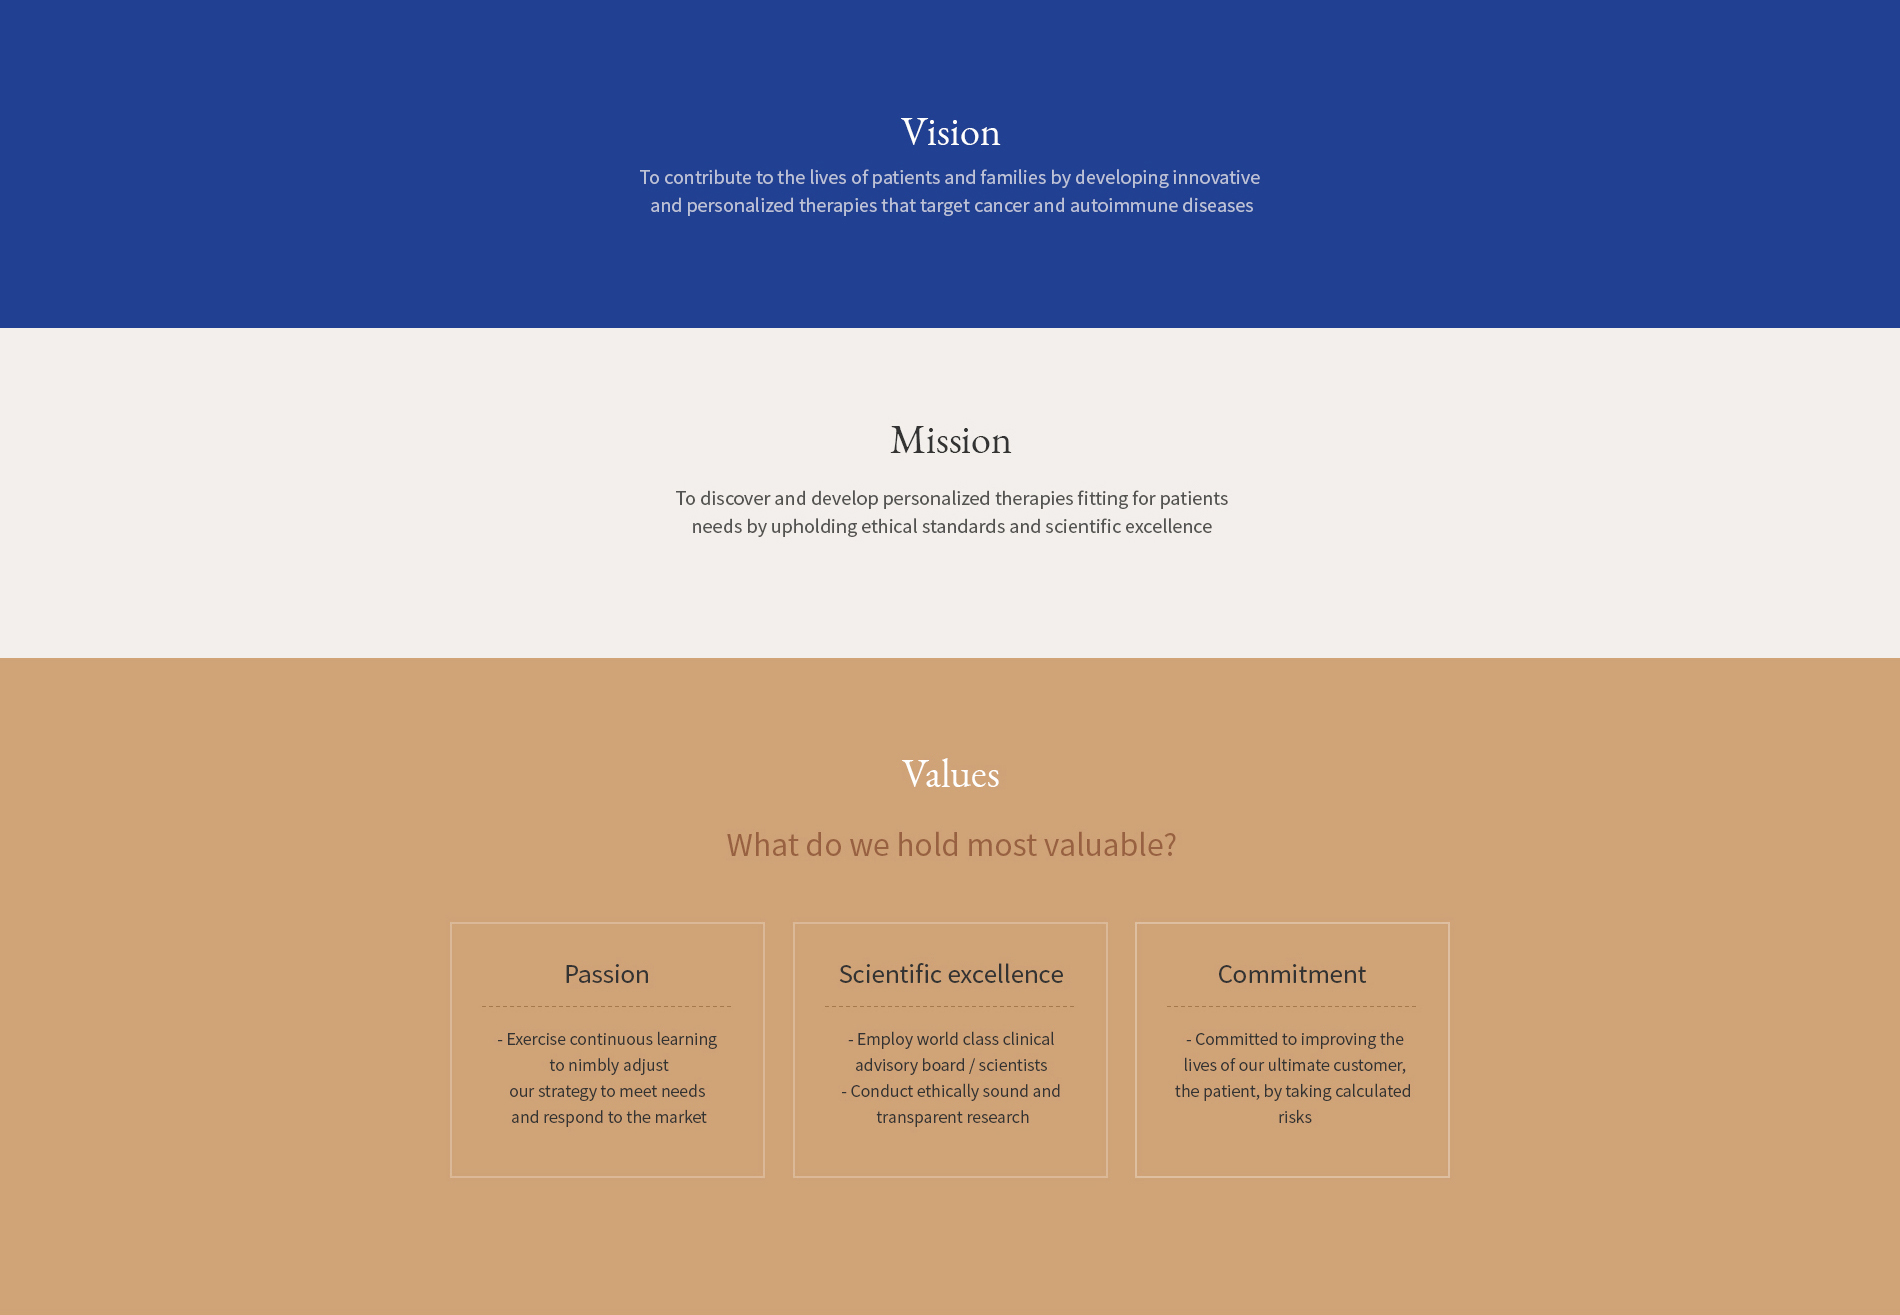 Vision
To contribute to the lives of patients and families by developing innovative
and personalized therapies that target cancer and autoimmune diseases
Mission
To discover and develop personalized therapies fitting for patients
needs by upholding ethical standards and scientific excellence
Values
What do we hold most valuable?
Passion
- Exercise continuous learning
to nimbly adjust
our strategy to meet needs
and respond to the market
Scientific excellence
- Employ world class clinical
advisory board / scientists
- Conduct ethically sound and
transparent research
Commitment
- Committed to improving the
lives of our ultimate customer,
the patient, by taking calculated
risks